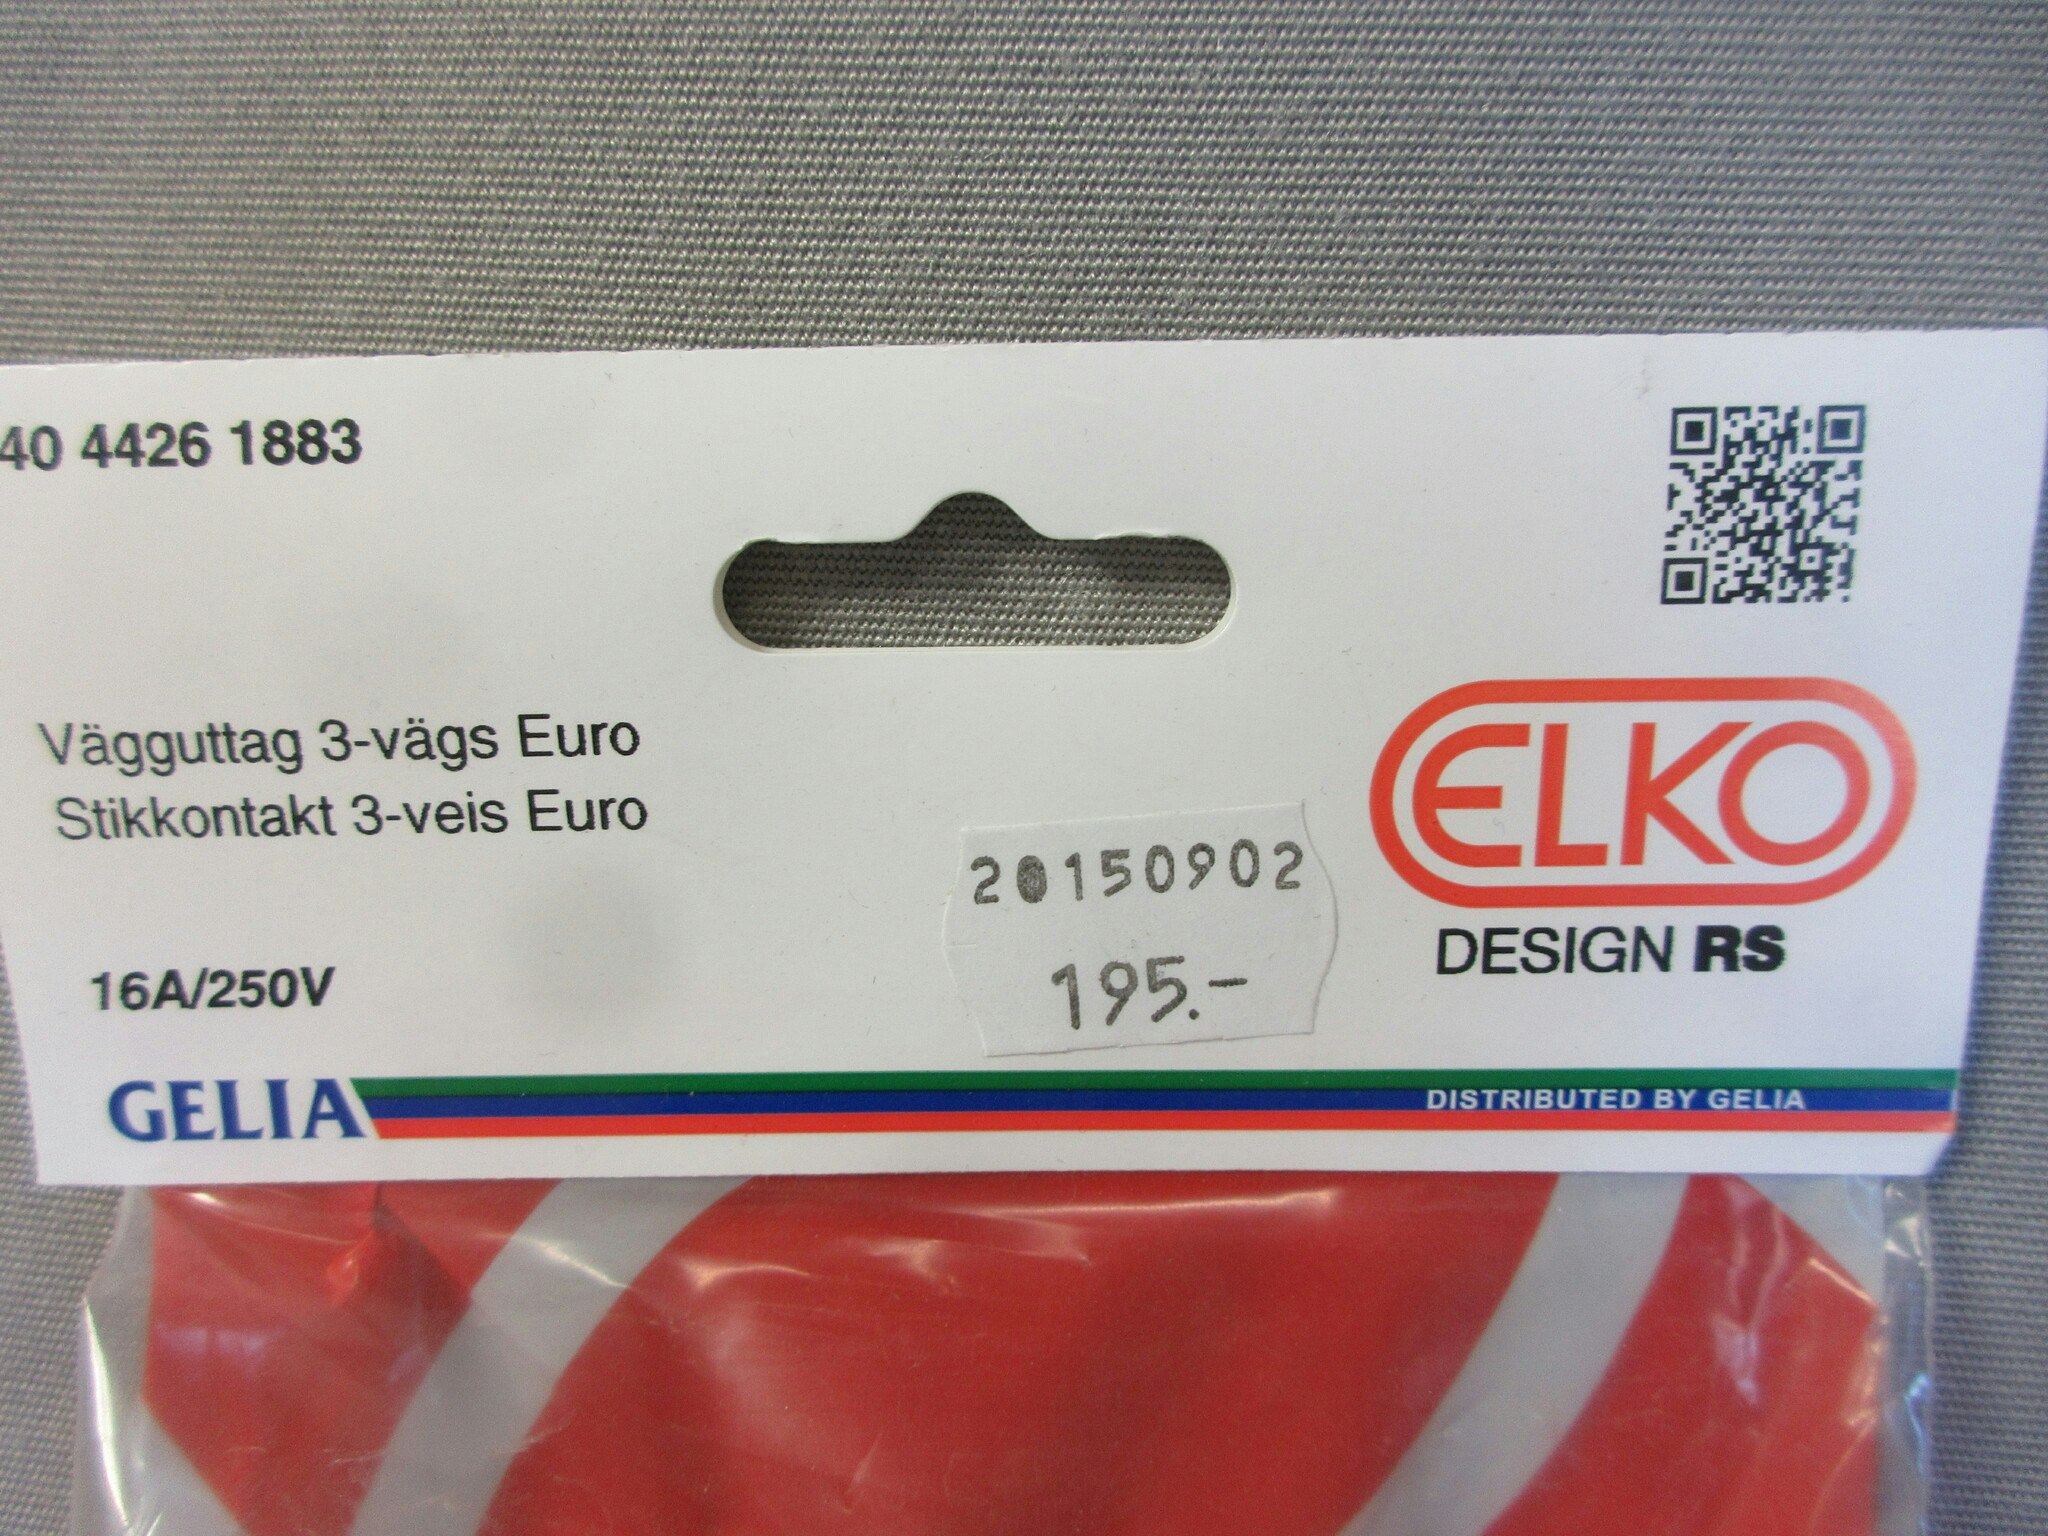 40 4426 1883
Vägguttag 3-vägs Euro
Stikkontakt 3-veis Euro
16A/250V
20150902
195.-
ELKO
DESIGN RS
GELIA
DISTRIBUTED BY GELIA